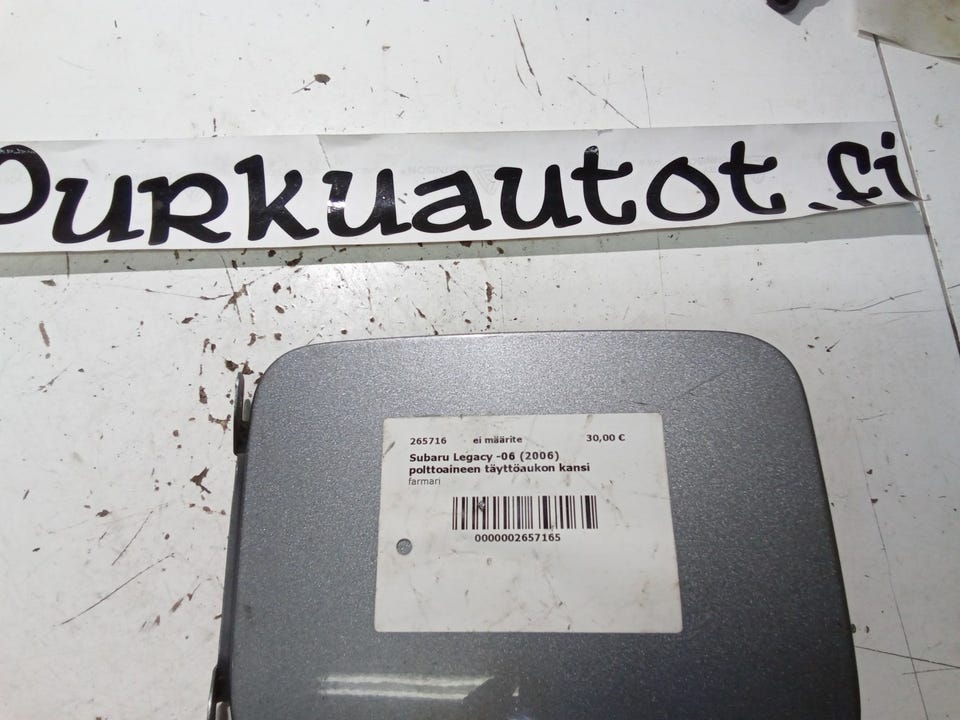 Purkuautot.fi
265716 ei määrite 30,00 €
Subaru Legacy -06 (2006)
polttoaineen täyttöaukon kansi
farmari
0000002657165